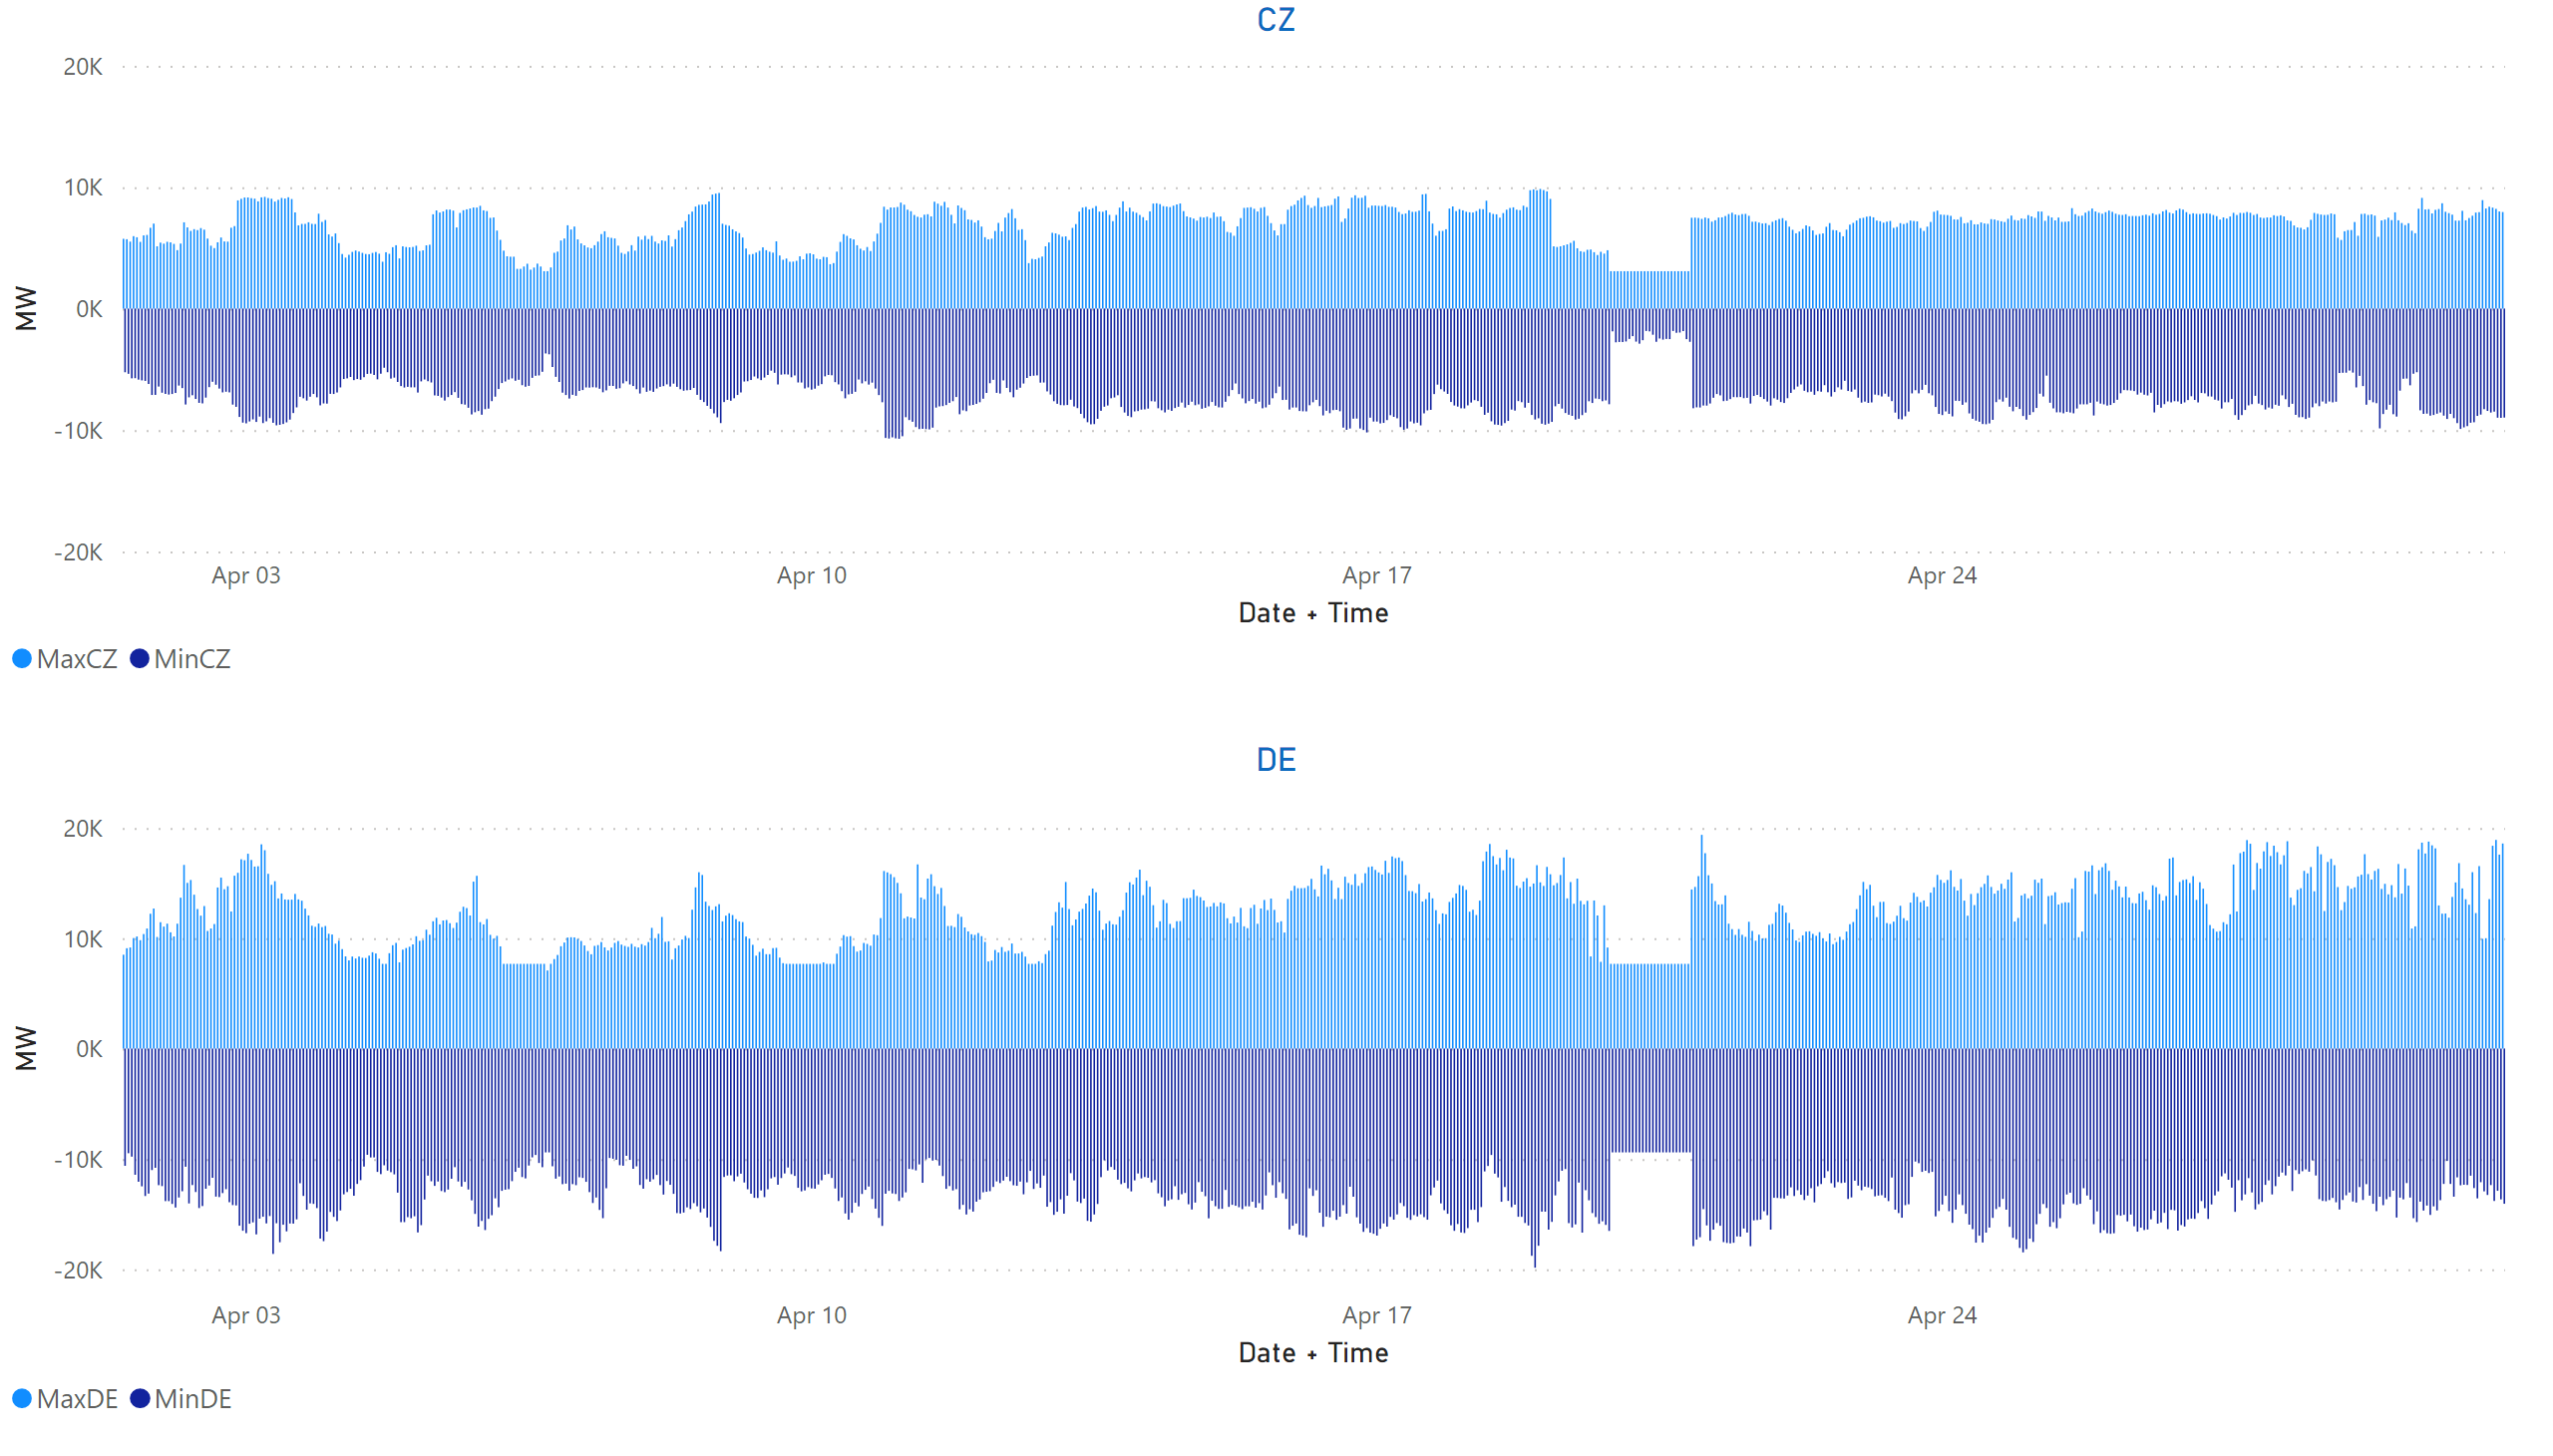 CZ
20K
10K
0K
-10K
-20K
MW
Apr 03 Apr 10 Apr 17 Apr 24
Date + Time
MaxCZ MinCZ
DE
20K
10K
0K
-10K
-20K
MW
Apr 03 Apr 10 Apr 17 Apr 24
Date + Time
MaxDE MinDE